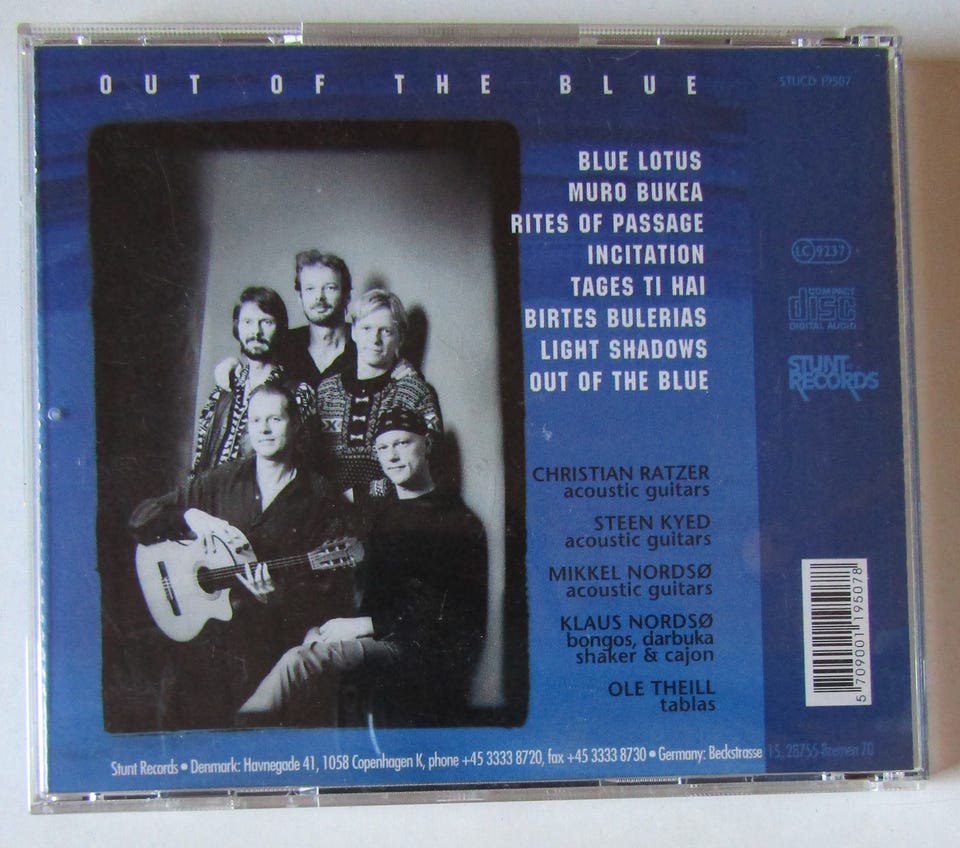 OUT OF THE BLUE
STUCD 19507
BLUE LOTUS
MURO BUKEA
RITES OF PASSAGE
INCITATION
TAGES TI HAI
BIRTES BULERIAS
LIGHT SHADOWS
OUT OF THE BLUE
LC 9237
COMPACT
disc
DIGITAL AUDIO
STUNT
RECORDS
CHRISTIAN RATZER
acoustic guitars
STEEN KYED
acoustic guitars
MIKKEL NORDSØ
acoustic guitars
KLAUS NORDSØ
bongos, darbuka
shaker & cajon
OLE THEILL
tablas
5 709001 195078
Stunt Records • Denmark: Havnegade 41, 1058 Copenhagen K, phone +45 3333 8720, fax +45 3333 8730 • Germany: Beckstrasse 15, 28755 Bremen 70